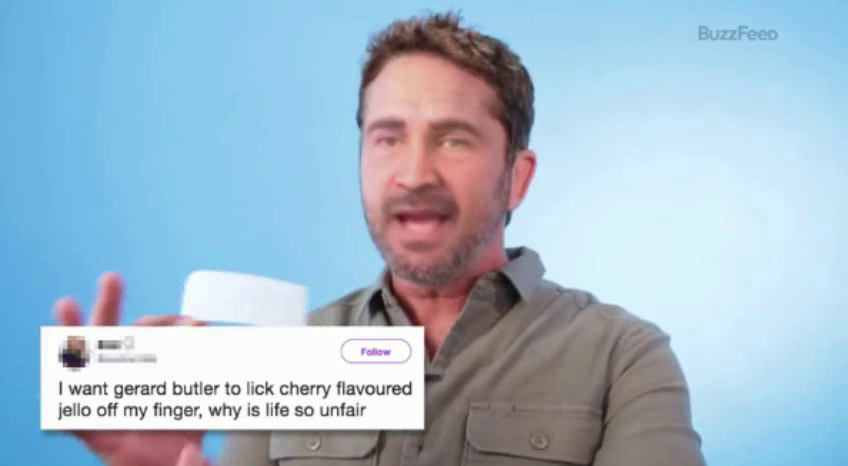 BuzzFeed
Follow
I want gerard butler to lick cherry flavoured
jello off my finger, why is life so unfair